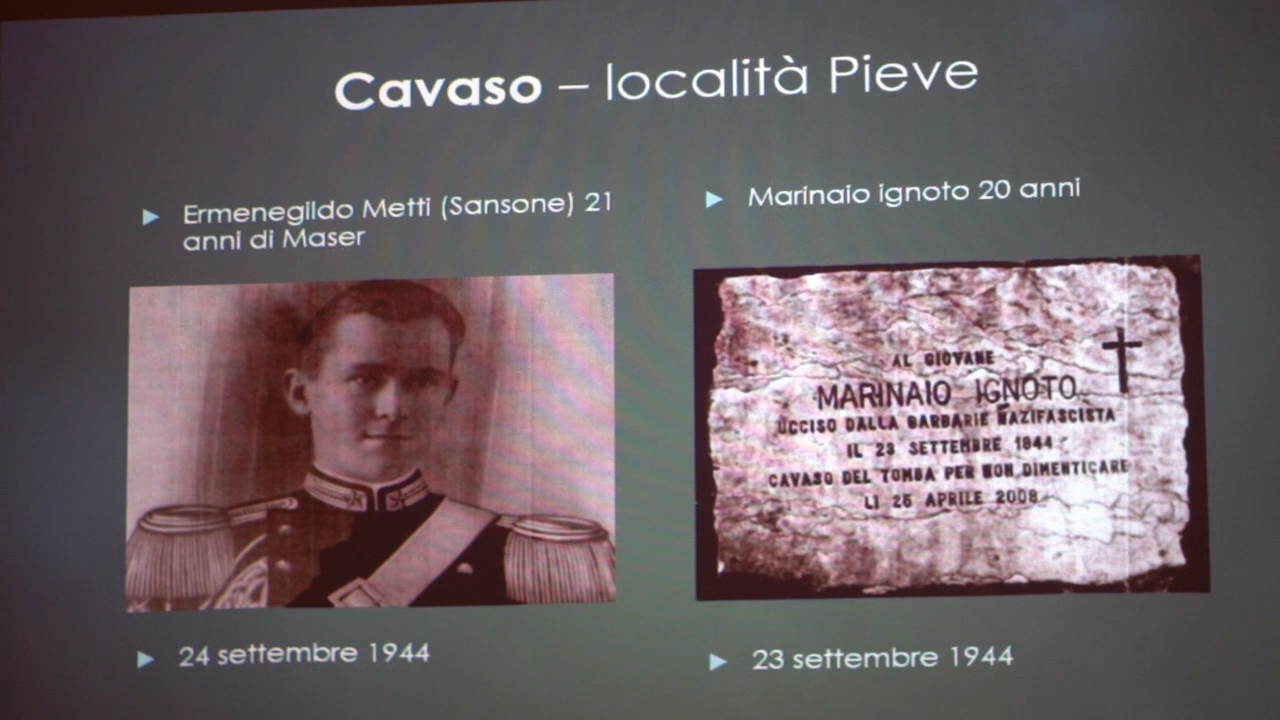 Cavaso – località Pieve
Ermenegildo Metti (Sansone) 21
anni di Maser
Marinaio ignoto 20 anni
AL GIOVANE
MARINAIO IGNOTO
UCCISO DALLA BARBARIE NAZIFASCISTA
IL 23 SETTEMBRE 1944
CAVASO DEL TOMBA PER NON DIMENTICARE
LI 25 APRILE 2008
24 settembre 1944
23 settembre 1944